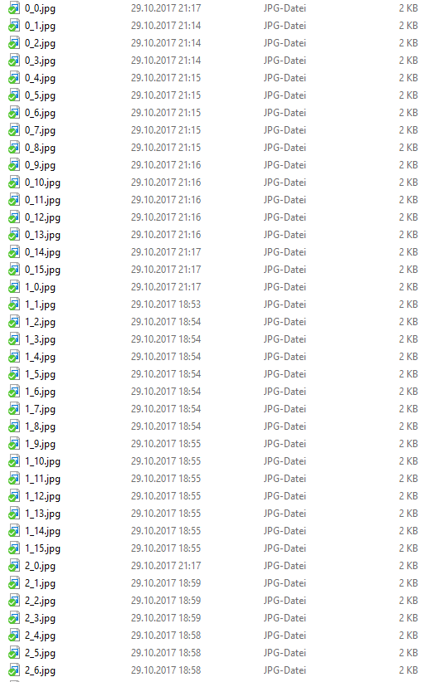 0_0.jpg 29.10.2017 21:17 JPG-Datei 2 KB
0_1.jpg 29.10.2017 21:14 JPG-Datei 2 KB
0_2.jpg 29.10.2017 21:14 JPG-Datei 2 KB
0_3.jpg 29.10.2017 21:14 JPG-Datei 2 KB
0_4.jpg 29.10.2017 21:15 JPG-Datei 2 KB
0_5.jpg 29.10.2017 21:15 JPG-Datei 2 KB
0_6.jpg 29.10.2017 21:15 JPG-Datei 2 KB
0_7.jpg 29.10.2017 21:15 JPG-Datei 2 KB
0_8.jpg 29.10.2017 21:15 JPG-Datei 2 KB
0_9.jpg 29.10.2017 21:16 JPG-Datei 2 KB
0_10.jpg 29.10.2017 21:16 JPG-Datei 2 KB
0_11.jpg 29.10.2017 21:16 JPG-Datei 2 KB
0_12.jpg 29.10.2017 21:16 JPG-Datei 2 KB
0_13.jpg 29.10.2017 21:16 JPG-Datei 2 KB
0_14.jpg 29.10.2017 21:17 JPG-Datei 2 KB
0_15.jpg 29.10.2017 21:17 JPG-Datei 2 KB
1_0.jpg 29.10.2017 21:17 JPG-Datei 2 KB
1_1.jpg 29.10.2017 18:53 JPG-Datei 2 KB
1_2.jpg 29.10.2017 18:54 JPG-Datei 2 KB
1_3.jpg 29.10.2017 18:54 JPG-Datei 2 KB
1_4.jpg 29.10.2017 18:54 JPG-Datei 2 KB
1_5.jpg 29.10.2017 18:54 JPG-Datei 2 KB
1_6.jpg 29.10.2017 18:54 JPG-Datei 2 KB
1_7.jpg 29.10.2017 18:54 JPG-Datei 2 KB
1_8.jpg 29.10.2017 18:54 JPG-Datei 2 KB
1_9.jpg 29.10.2017 18:55 JPG-Datei 2 KB
1_10.jpg 29.10.2017 18:55 JPG-Datei 2 KB
1_11.jpg 29.10.2017 18:55 JPG-Datei 2 KB
1_12.jpg 29.10.2017 18:55 JPG-Datei 2 KB
1_13.jpg 29.10.2017 18:55 JPG-Datei 2 KB
1_14.jpg 29.10.2017 18:55 JPG-Datei 2 KB
1_15.jpg 29.10.2017 18:55 JPG-Datei 2 KB
2_0.jpg 29.10.2017 21:17 JPG-Datei 2 KB
2_1.jpg 29.10.2017 18:59 JPG-Datei 2 KB
2_2.jpg 29.10.2017 18:59 JPG-Datei 2 KB
2_3.jpg 29.10.2017 18:59 JPG-Datei 2 KB
2_4.jpg 29.10.2017 18:58 JPG-Datei 2 KB
2_5.jpg 29.10.2017 18:58 JPG-Datei 2 KB
2_6.jpg 29.10.2017 18:58 JPG-Datei 2 KB